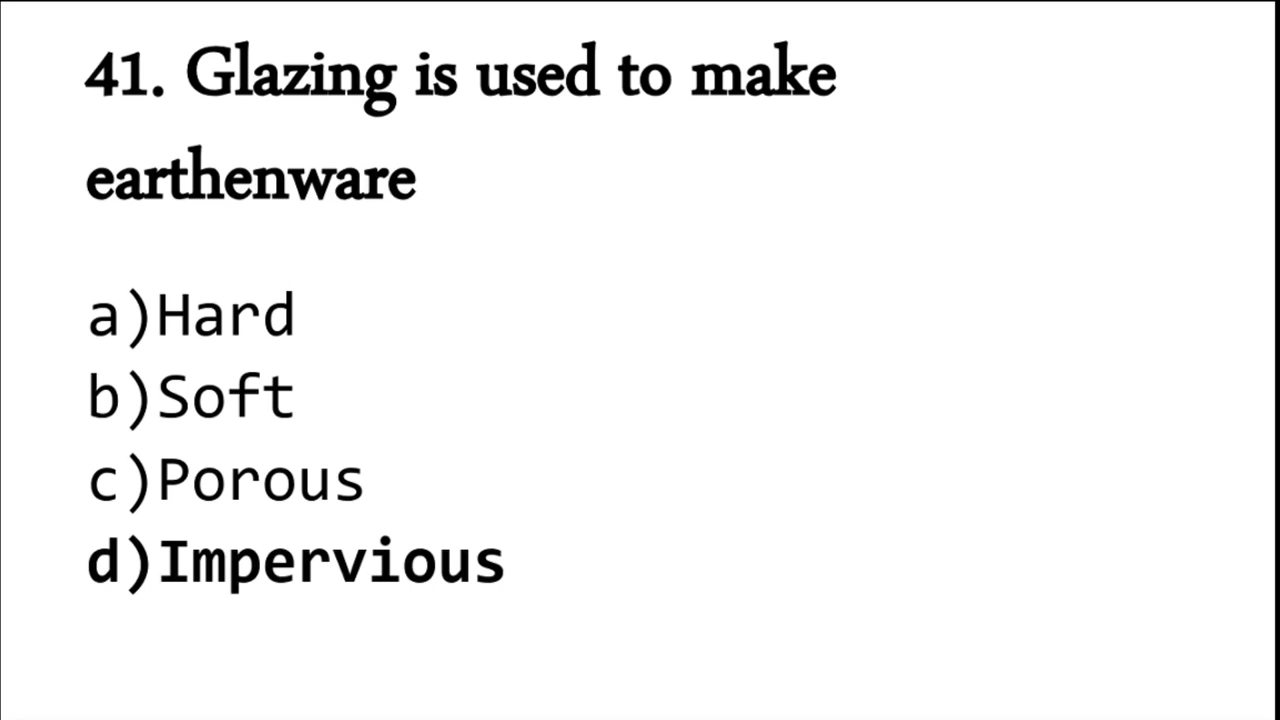 41. Glazing is used to make
earthenware
a)Hard
b)Soft
c)Porous
d)Impervious